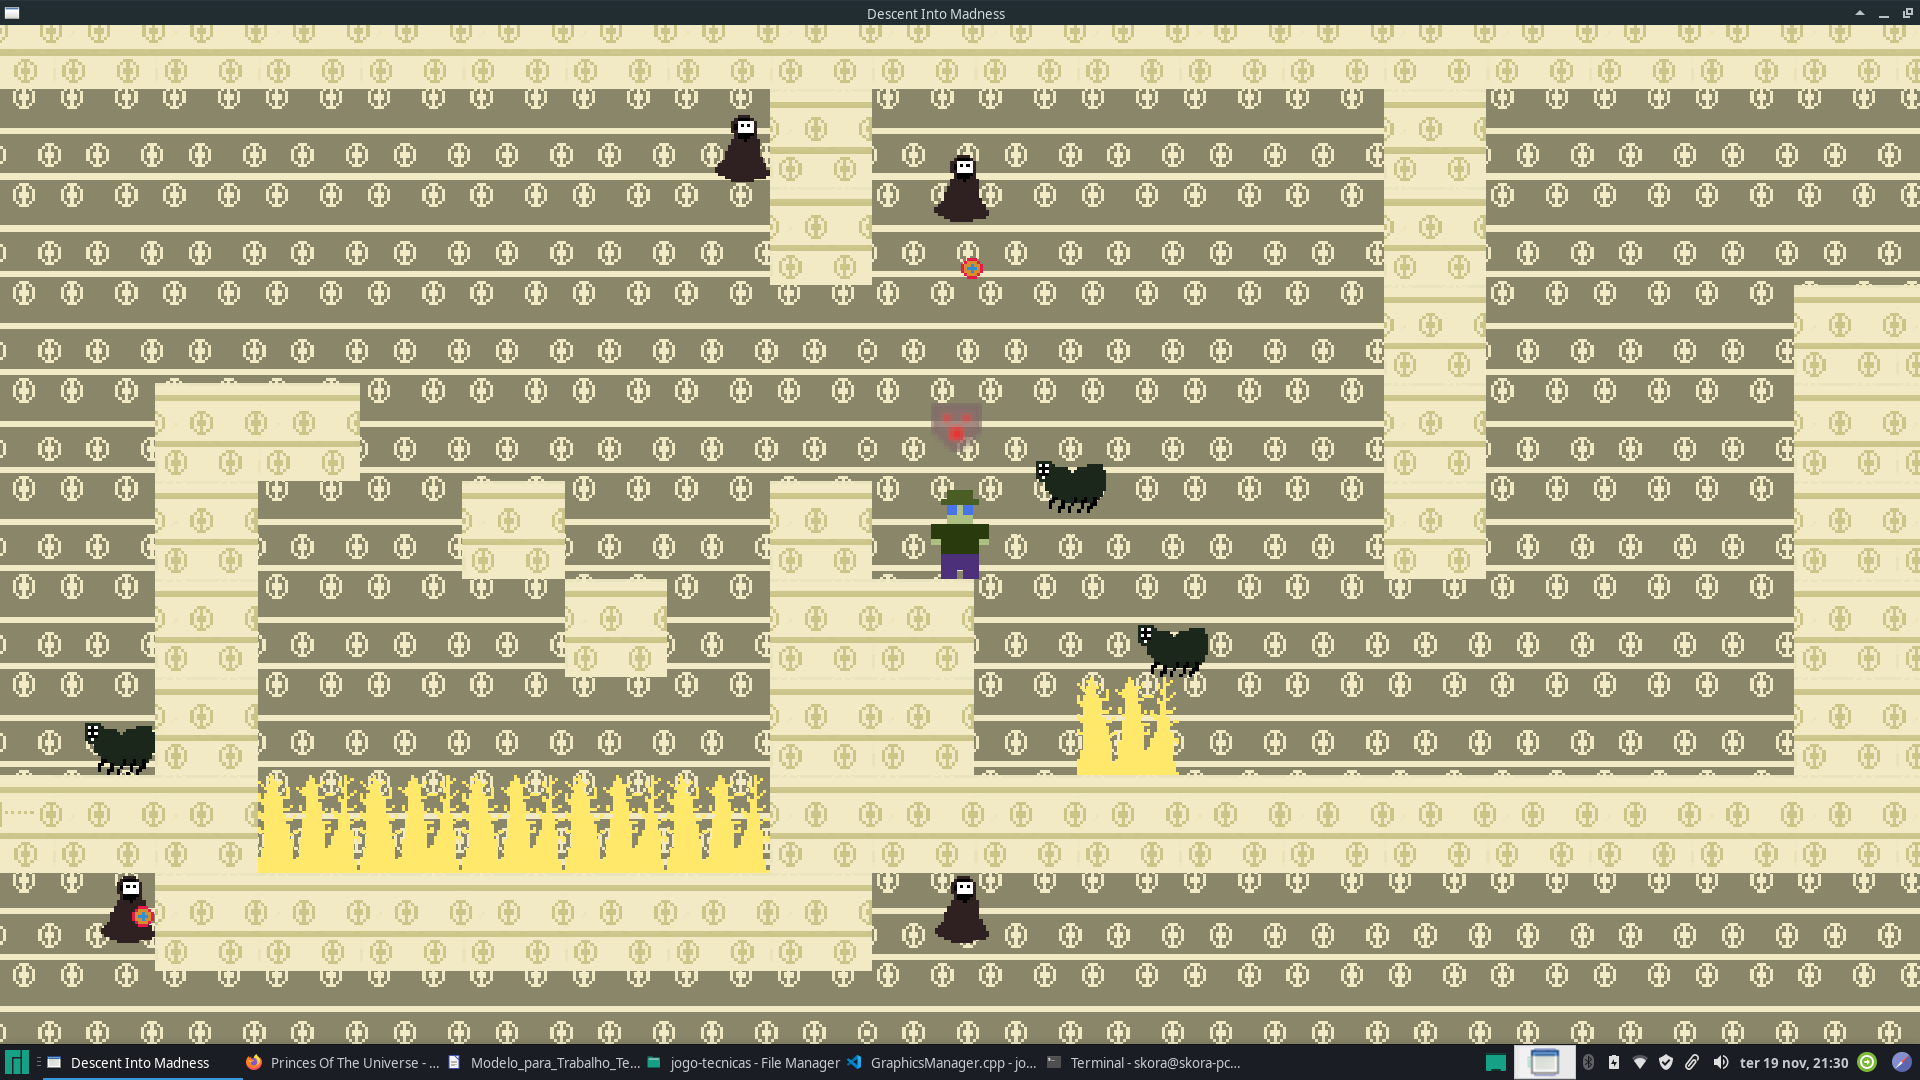 Descent Into Madness
Descent Into Madness
Princes Of The Universe - ...
Modelo_para_Trabalho_Te...
jogo-tecnicas - File Manager
GraphicsManager.cpp - jo...
Terminal - skora@skora-pc...
ter 19 nov, 21:30